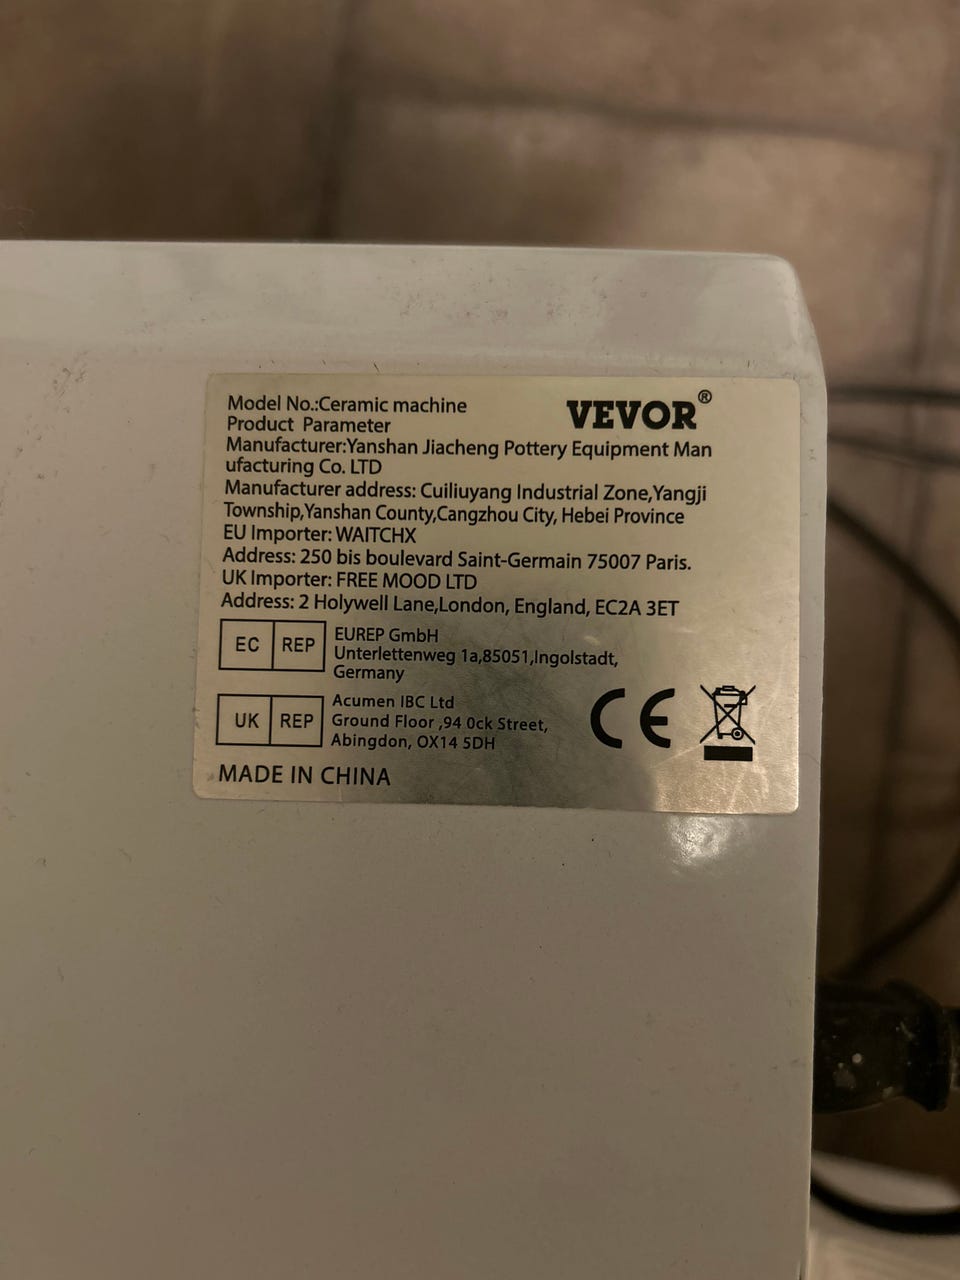 VEVOR®
Model No.:Ceramic machine
Product Parameter
Manufacturer:Yanshan Jiacheng Pottery Equipment Man
ufacturing Co. LTD
Manufacturer address: Cuiliuyang Industrial Zone,Yangji
Township,Yanshan County,Cangzhou City, Hebei Province
EU Importer: WAITCHX
Address: 250 bis boulevard Saint-Germain 75007 Paris.
UK Importer: FREE MOOD LTD
Address: 2 Holywell Lane,London, England, EC2A 3ET
EC REP
EUREP GmbH
Unterlettenweg 1a,85051,Ingolstadt,
Germany
UK REP
Acumen IBC Ltd
Ground Floor ,94 0ck Street,
Abingdon, OX14 5DH
CE
MADE IN CHINA